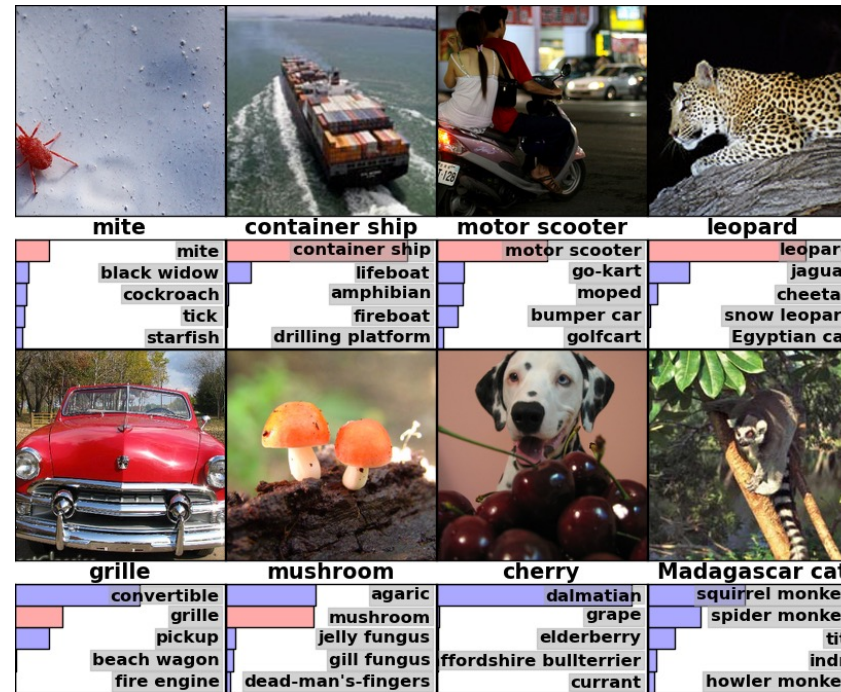 mite
container ship
motor scooter
leopard
mite
black widow
cockroach
tick
starfish
container ship
lifeboat
amphibian
fireboat
drilling platform
motor scooter
go-kart
moped
bumper car
golfcart
leopar
jagua
cheeta
snow leopar
Egyptian ca
grille
mushroom
cherry
Madagascar cat
convertible
grille
pickup
beach wagon
fire engine
agaric
mushroom
jelly fungus
gill fungus
dead-man's-fingers
dalmatian
grape
elderberry
ffordshire bullterrier
currant
squirrel monke
spider monke
tit
indr
howler monke